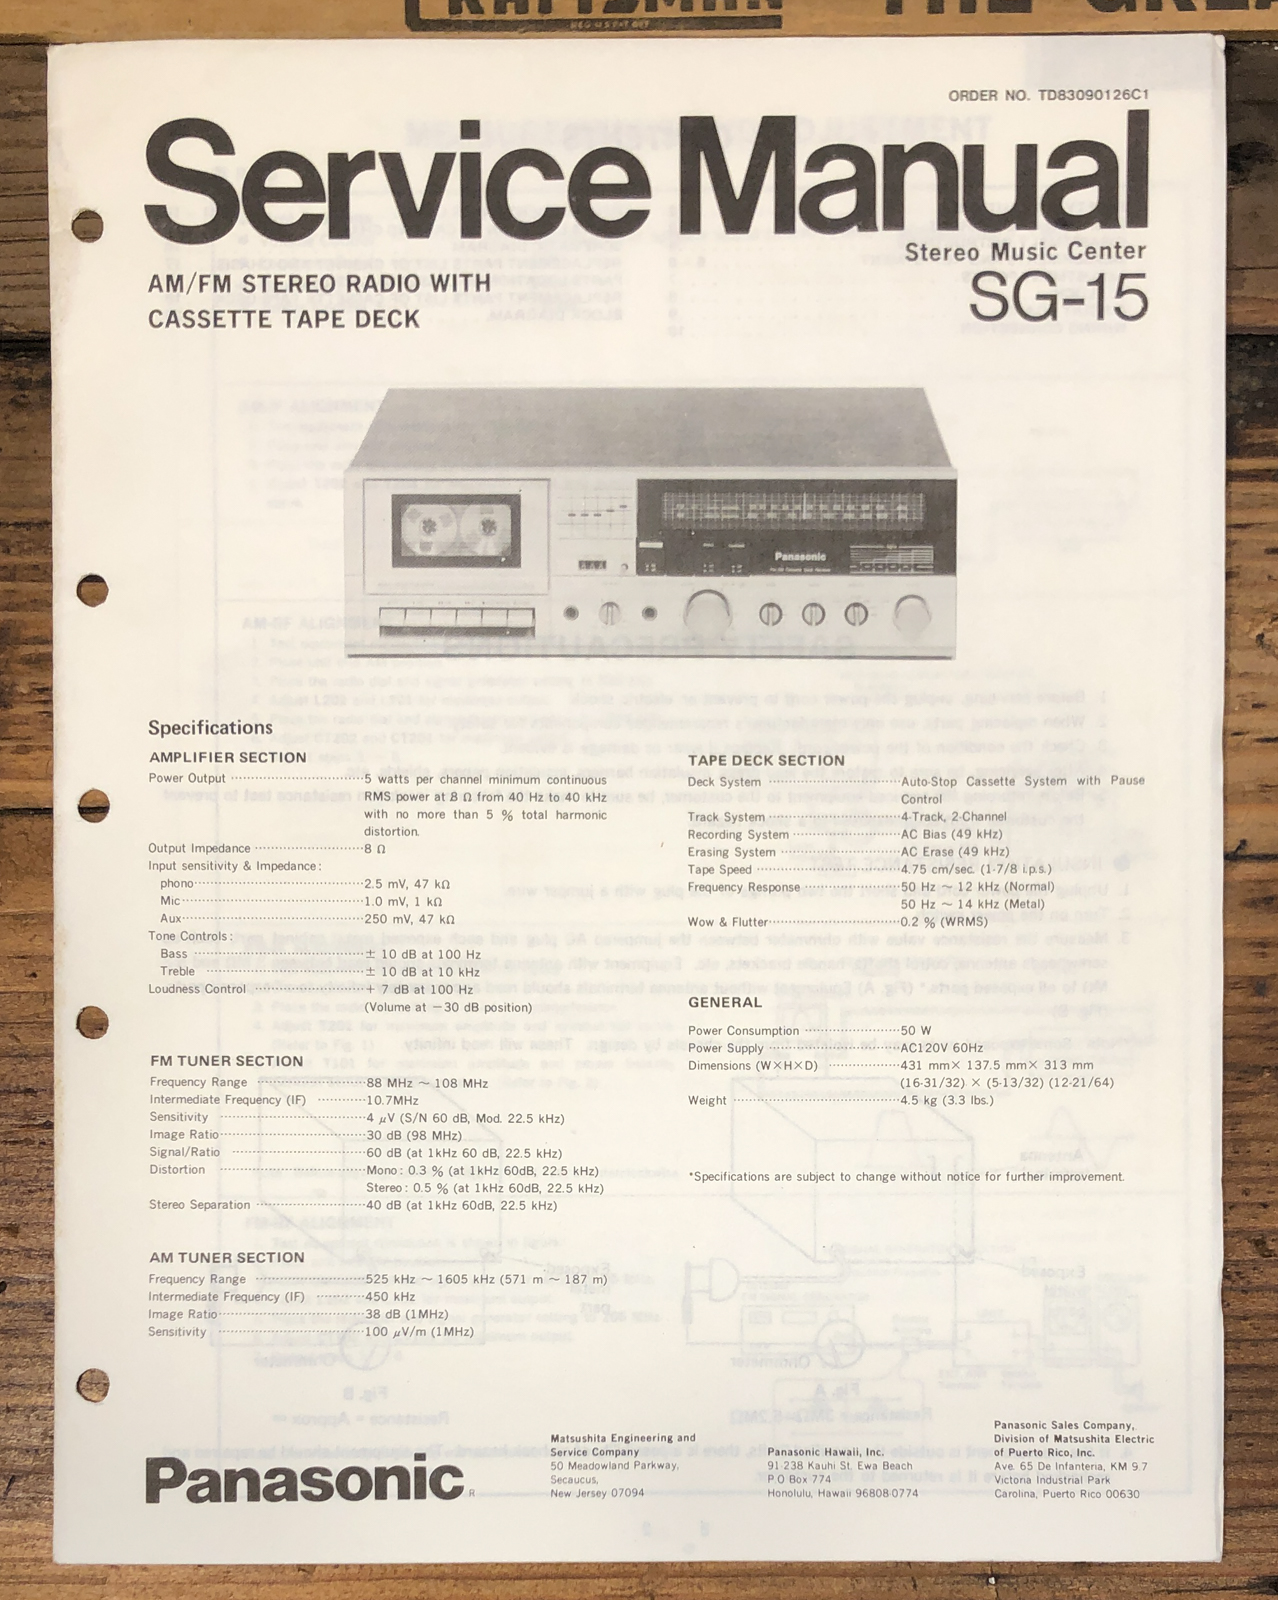 KRAFTSMAN
REG U S PAT OFF
THE GREA
ORDER NO. TD83090126C1
Service Manual
Stereo Music Center
SG-15
AM/FM STEREO RADIO WITH
CASSETTE TAPE DECK
Panasonic
Specifications
AMPLIFIER SECTION
Power Output 5 watts per channel minimum continuous
RMS power at 8 Ω from 40 Hz to 40 kHz
with no more than 5 % total harmonic
distortion.
Output Impedance 8 Ω
Input sensitivity & Impedance:
phono 2.5 mV, 47 kΩ
Mic 1.0 mV, 1 kΩ
Aux 250 mV, 47 kΩ
Tone Controls:
Bass ± 10 dB at 100 Hz
Treble ± 10 dB at 10 kHz
Loudness Control + 7 dB at 100 Hz
(Volume at −30 dB position)
FM TUNER SECTION
Frequency Range 88 MHz ~ 108 MHz
Intermediate Frequency (IF) 10.7MHz
Sensitivity 4 μV (S/N 60 dB, Mod. 22.5 kHz)
Image Ratio 30 dB (98 MHz)
Signal/Ratio 60 dB (at 1kHz 60 dB, 22.5 kHz)
Distortion Mono: 0.3 % (at 1kHz 60dB, 22.5 kHz)
Stereo: 0.5 % (at 1kHz 60dB, 22.5 kHz)
Stereo Separation 40 dB (at 1kHz 60dB, 22.5 kHz)
AM TUNER SECTION
Frequency Range 525 kHz ~ 1605 kHz (571 m ~ 187 m)
Intermediate Frequency (IF) 450 kHz
Image Ratio 38 dB (1MHz)
Sensitivity 100 μV/m (1MHz)
TAPE DECK SECTION
Deck System Auto-Stop Cassette System with Pause
Control
Track System 4-Track, 2-Channel
Recording System AC Bias (49 kHz)
Erasing System AC Erase (49 kHz)
Tape Speed 4.75 cm/sec. (1-7/8 i.p.s.)
Frequency Response 50 Hz ~ 12 kHz (Normal)
50 Hz ~ 14 kHz (Metal)
Wow & Flutter 0.2 % (WRMS)
GENERAL
Power Consumption 50 W
Power Supply AC120V 60Hz
Dimensions (W×H×D) 431 mm× 137.5 mm× 313 mm
(16-31/32) × (5-13/32) (12-21/64)
Weight 4.5 kg (3.3 lbs.)
*Specifications are subject to change without notice for further improvement.
Panasonic R
Matsushita Engineering and
Service Company
50 Meadowland Parkway,
Secaucus,
New Jersey 07094
Panasonic Hawaii, Inc.
91-238 Kauhi St. Ewa Beach
P O Box 774
Honolulu, Hawaii 96808-0774
Panasonic Sales Company,
Division of Matsushita Electric
of Puerto Rico, Inc.
Ave. 65 De Infanteria, KM 9.7
Victoria Industrial Park
Carolina, Puerto Rico 00630